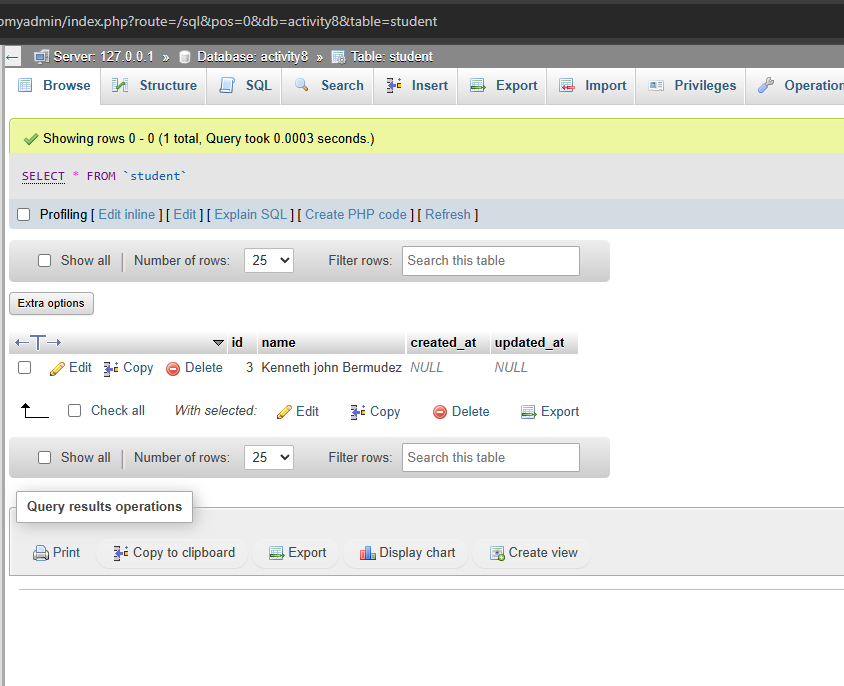 omyadmin/index.php?route=/sql&pos=0&db=activity8&table=student
Server: 127.0.0.1 » Database: activity8 » Table: student
Browse Structure SQL Search Insert Export Import Privileges Operation
Showing rows 0 - 0 (1 total, Query took 0.0003 seconds.)
SELECT * FROM `student`
Profiling [ Edit inline ] [ Edit ] [ Explain SQL ] [ Create PHP code ] [ Refresh ]
Show all Number of rows: 25 Filter rows: Search this table
Extra options
id name created_at updated_at
Edit Copy Delete 3 Kenneth john Bermudez NULL NULL
Check all With selected: Edit Copy Delete Export
Show all Number of rows: 25 Filter rows: Search this table
Query results operations
Print Copy to clipboard Export Display chart Create view